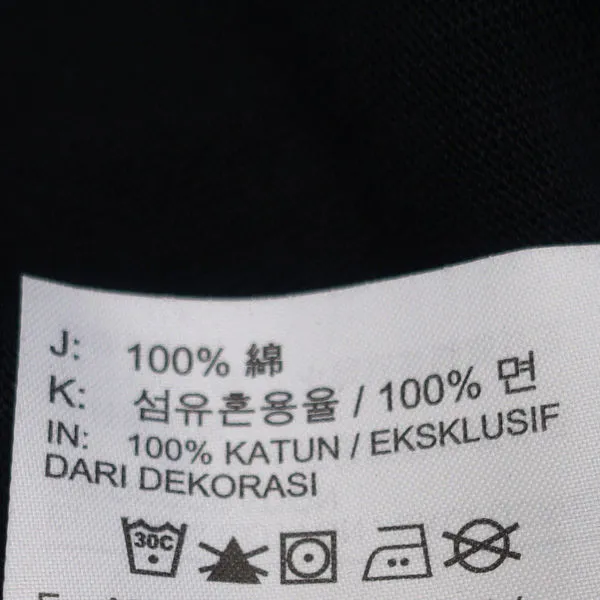 J: 100% 綿
K: 섬유혼용율 / 100% 면
IN: 100% KATUN / EKSKLUSIF
DARI DEKORASI
30C